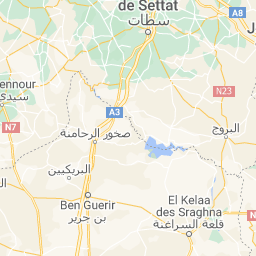 de Settat
سطات
A8
ennour
سيدي
N23
N7
A3
صخور الرحامنة
البروج
البريكيين
Ben Guerir
بن جرير
El Kelaa
des Sraghna
قلعة السراغنة